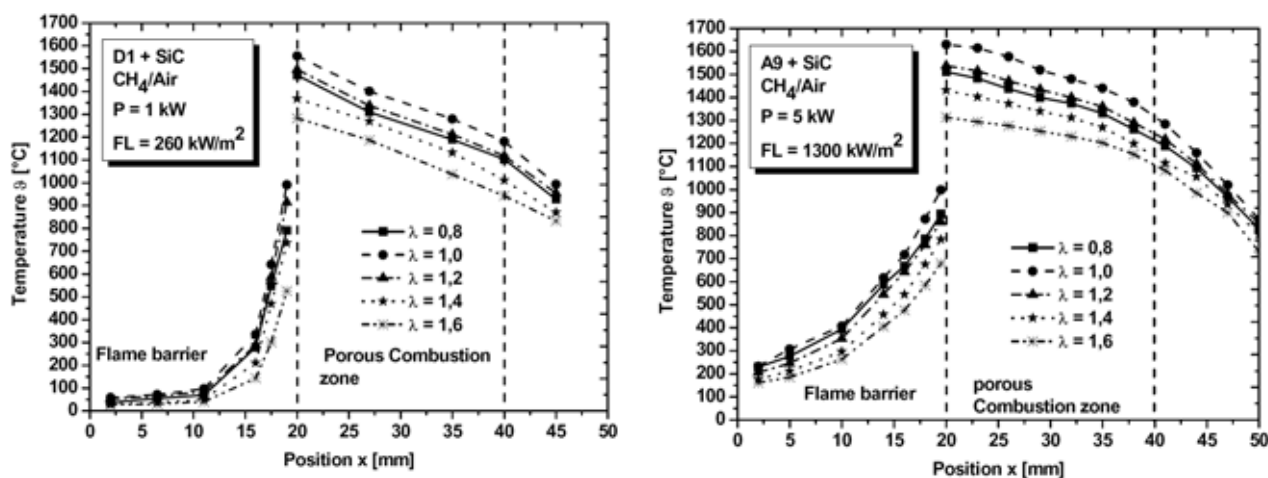 1700
1600
1500
1400
1300
1200
1100
1000
900
800
700
600
500
400
300
200
100
0
Temperature ϑ [°C]
D1 + SiC
CH4/Air
P = 1 kW
FL = 260 kW/m²
λ = 0,8
λ = 1,0
λ = 1,2
λ = 1,4
λ = 1,6
Flame barrier
Porous Combustion
zone
0 5 10 15 20 25 30 35 40 45 50
Position x [mm]
1700
1600
1500
1400
1300
1200
1100
1000
900
800
700
600
500
400
300
200
100
0
Temperature ϑ [°C]
A9 + SiC
CH4/Air
P = 5 kW
FL = 1300 kW/m²
λ = 0,8
λ = 1,0
λ = 1,2
λ = 1,4
λ = 1,6
Flame barrier
porous
Combustion zone
0 5 10 15 20 25 30 35 40 45 50
Position x [mm]